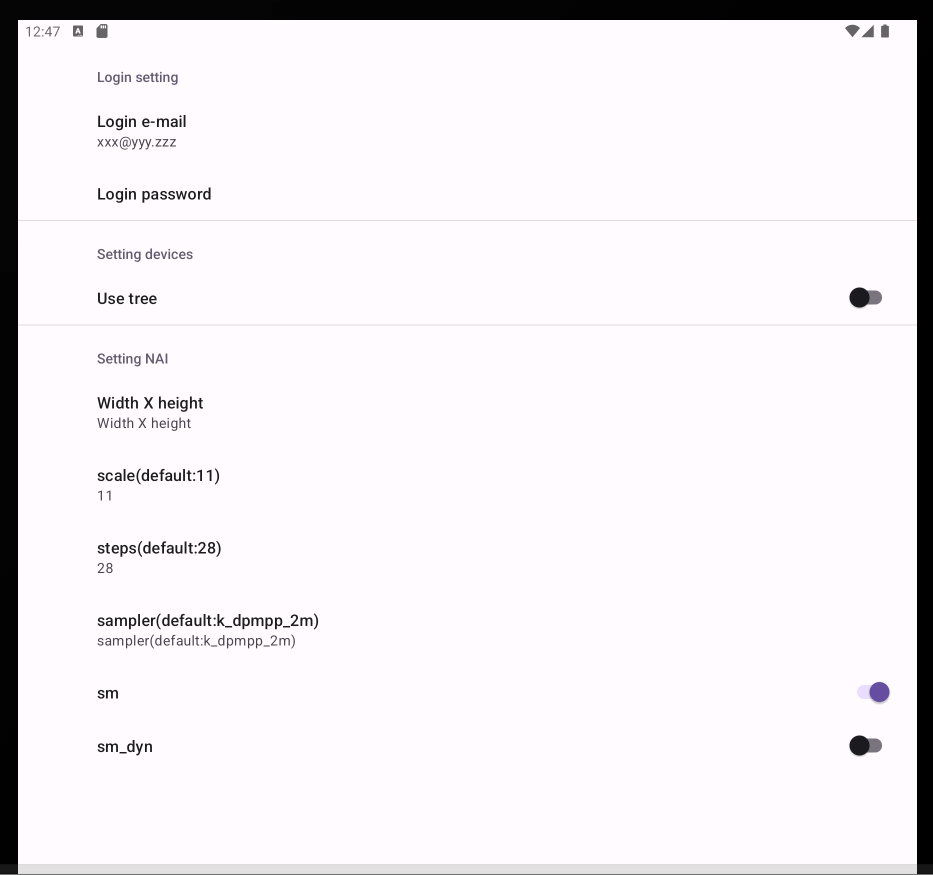 12:47
Login setting
Login e-mail
xxx@yyy.zzz
Login password
Setting devices
Use tree
Setting NAI
Width X height
Width X height
scale(default:11)
11
steps(default:28)
28
sampler(default:k_dpmpp_2m)
sampler(default:k_dpmpp_2m)
sm
sm_dyn